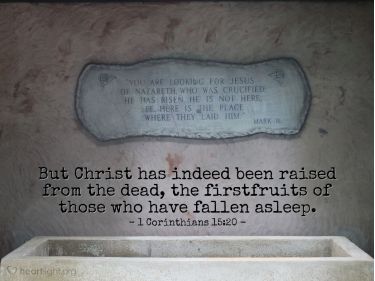 "YOU ARE LOOKING FOR JESUS
OF NAZARETH, WHO WAS CRUCIFIED.
HE HAS RISEN. HE IS NOT HERE.
SEE, HERE IS THE PLACE
WHERE THEY LAID HIM."
MARK 16
But Christ has indeed been raised
from the dead, the firstfruits of
those who have fallen asleep.
- 1 Corinthians 15:20 -
heartlight.org